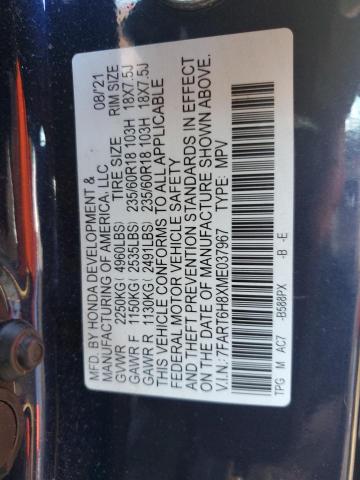 MFD. BY HONDA DEVELOPMENT & 08/'21
MANUFACTURING OF AMERICA, LLC
GVWR 2250KG( 4960LBS) TIRE SIZE RIM SIZE
GAWR F 1150KG( 2535LBS) 235/60R18 103H 18X7.5J
GAWR R 1130KG( 2491LBS) 235/60R18 103H 18X7.5J
THIS VEHICLE CONFORMS TO ALL APPLICABLE
FEDERAL MOTOR VEHICLE SAFETY
AND THEFT PREVENTION STANDARDS IN EFFECT
ON THE DATE OF MANUFACTURE SHOWN ABOVE.
V.I.N.: 7FART6H8XME037967 TYPE: MPV
TPG M AC7 -B588PX -B -E